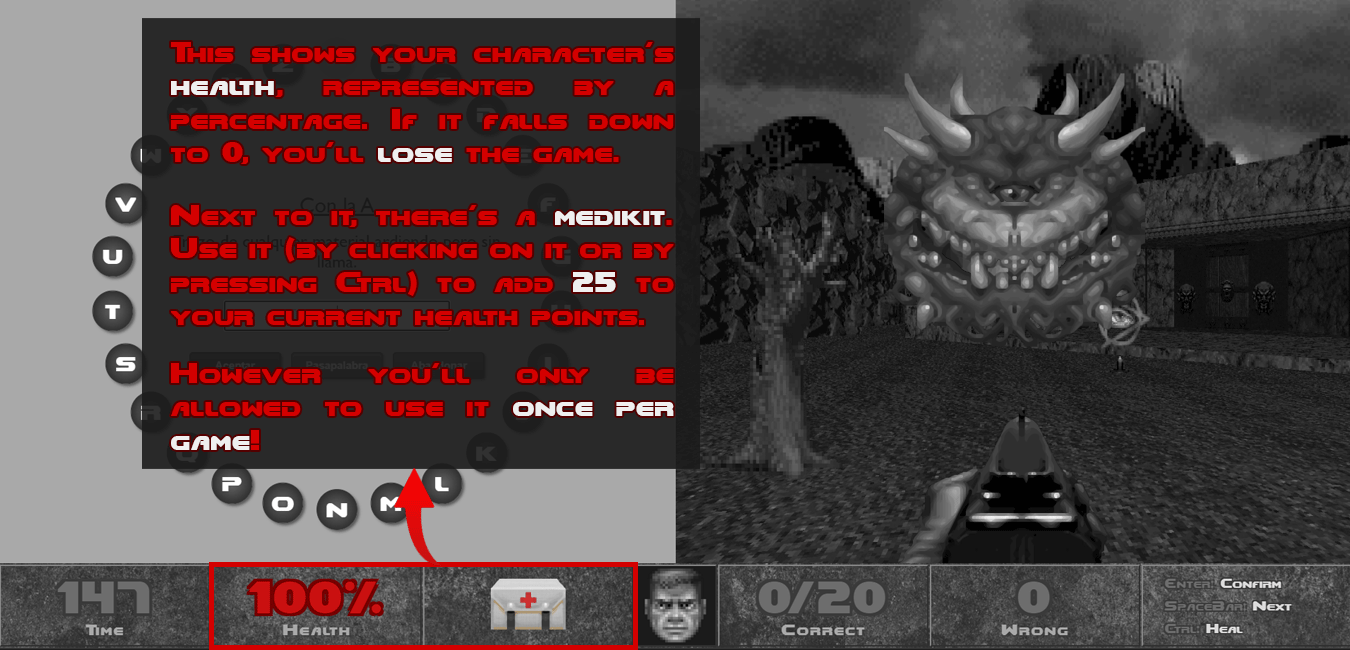 This shows your character's
health, represented by a
percentage. If it falls down
to 0, you'll lose the game.
Next to it, there's a medikit.
Use it (by clicking on it or by
pressing Ctrl) to add 25 to
your current health points.
However you'll only be
allowed to use it once per
game!
Con la A
W
V
U
T
S
R
Q
P
O
N
M
L
K
147
Time
100%
Health
0/20
Correct
0
Wrong
Enter: Confirm
SpaceBar: Next
Ctrl: Heal